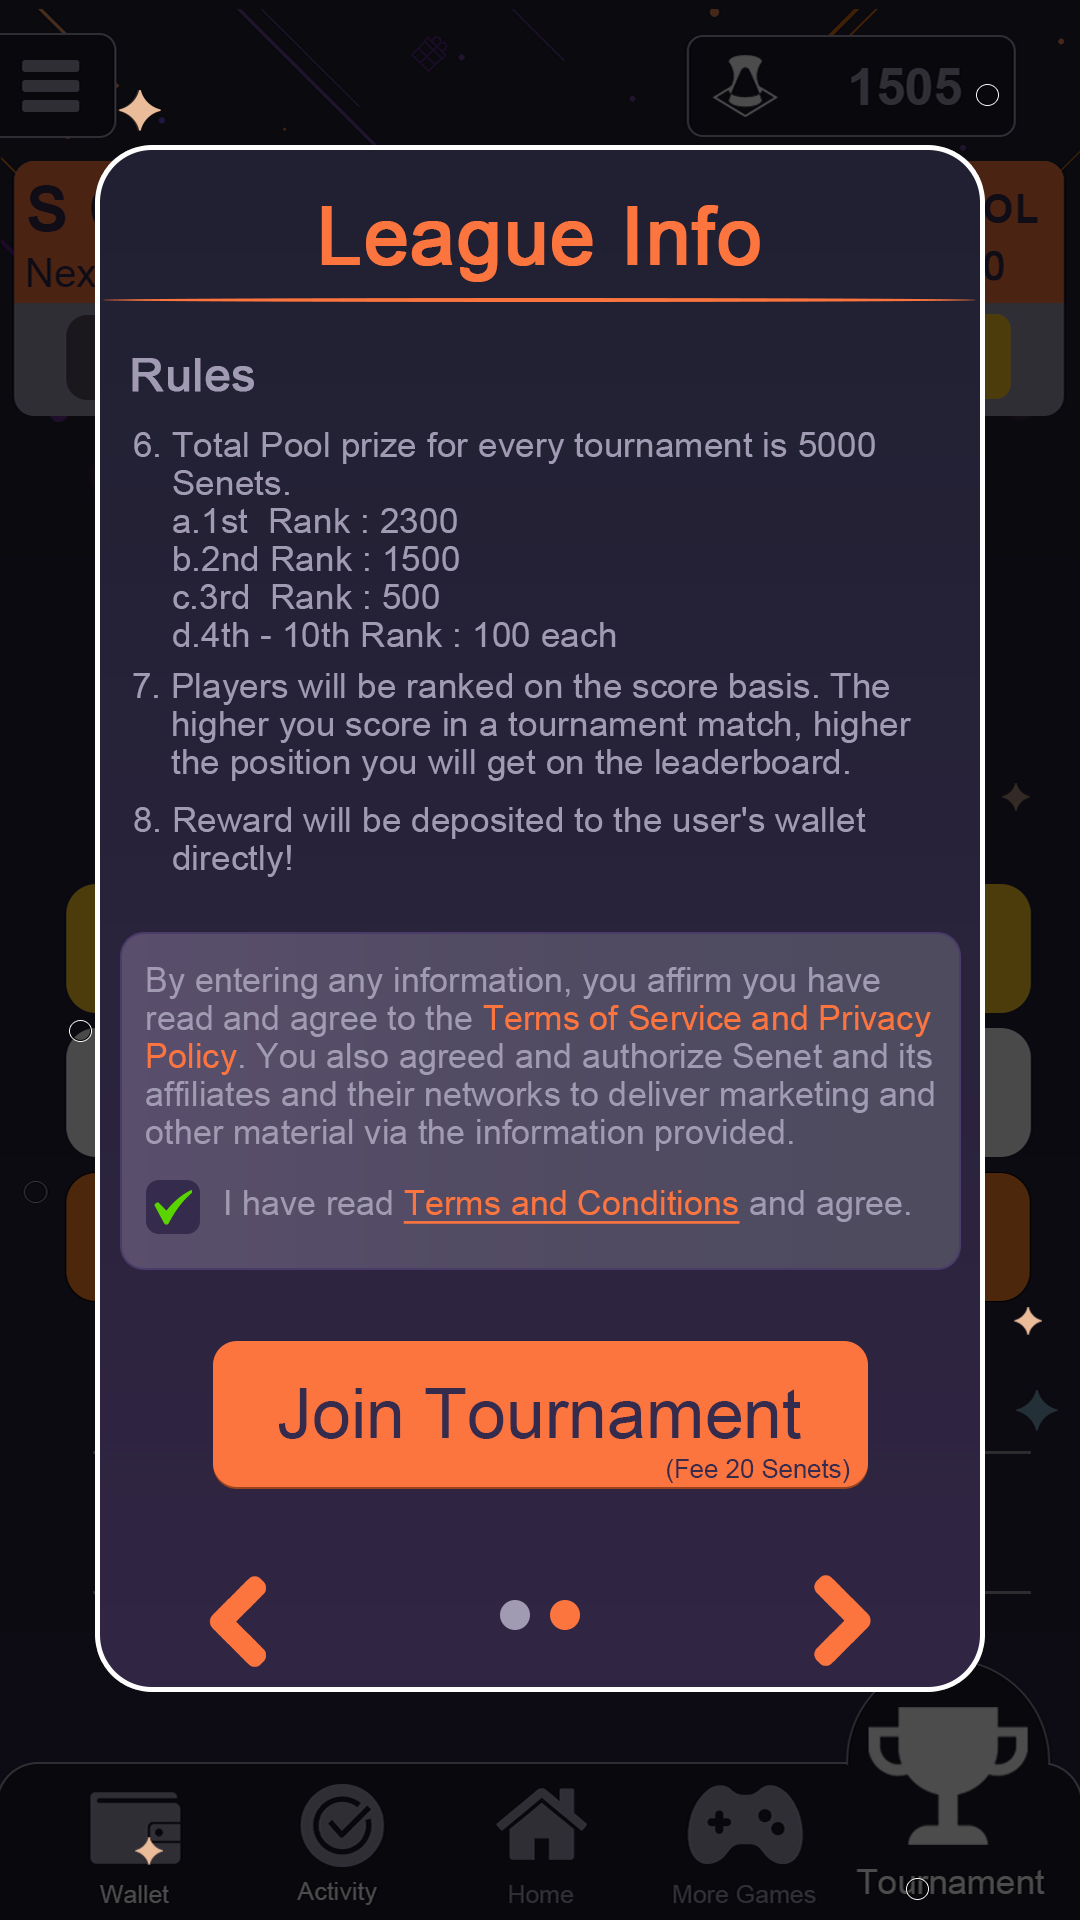 1505
S
OL
Nex
0
League Info
Rules
6. Total Pool prize for every tournament is 5000
Senets.
a.1st  Rank : 2300
b.2nd Rank : 1500
c.3rd  Rank : 500
d.4th - 10th Rank : 100 each
7. Players will be ranked on the score basis. The
higher you score in a tournament match, higher
the position you will get on the leaderboard.
8. Reward will be deposited to the user's wallet
directly!
By entering any information, you affirm you have
read and agree to the Terms of Service and Privacy
Policy. You also agreed and authorize Senet and its
affiliates and their networks to deliver marketing and
other material via the information provided.
I have read Terms and Conditions and agree.
Join Tournament
(Fee 20 Senets)
Wallet
Activity
Home
More Games
Tournament